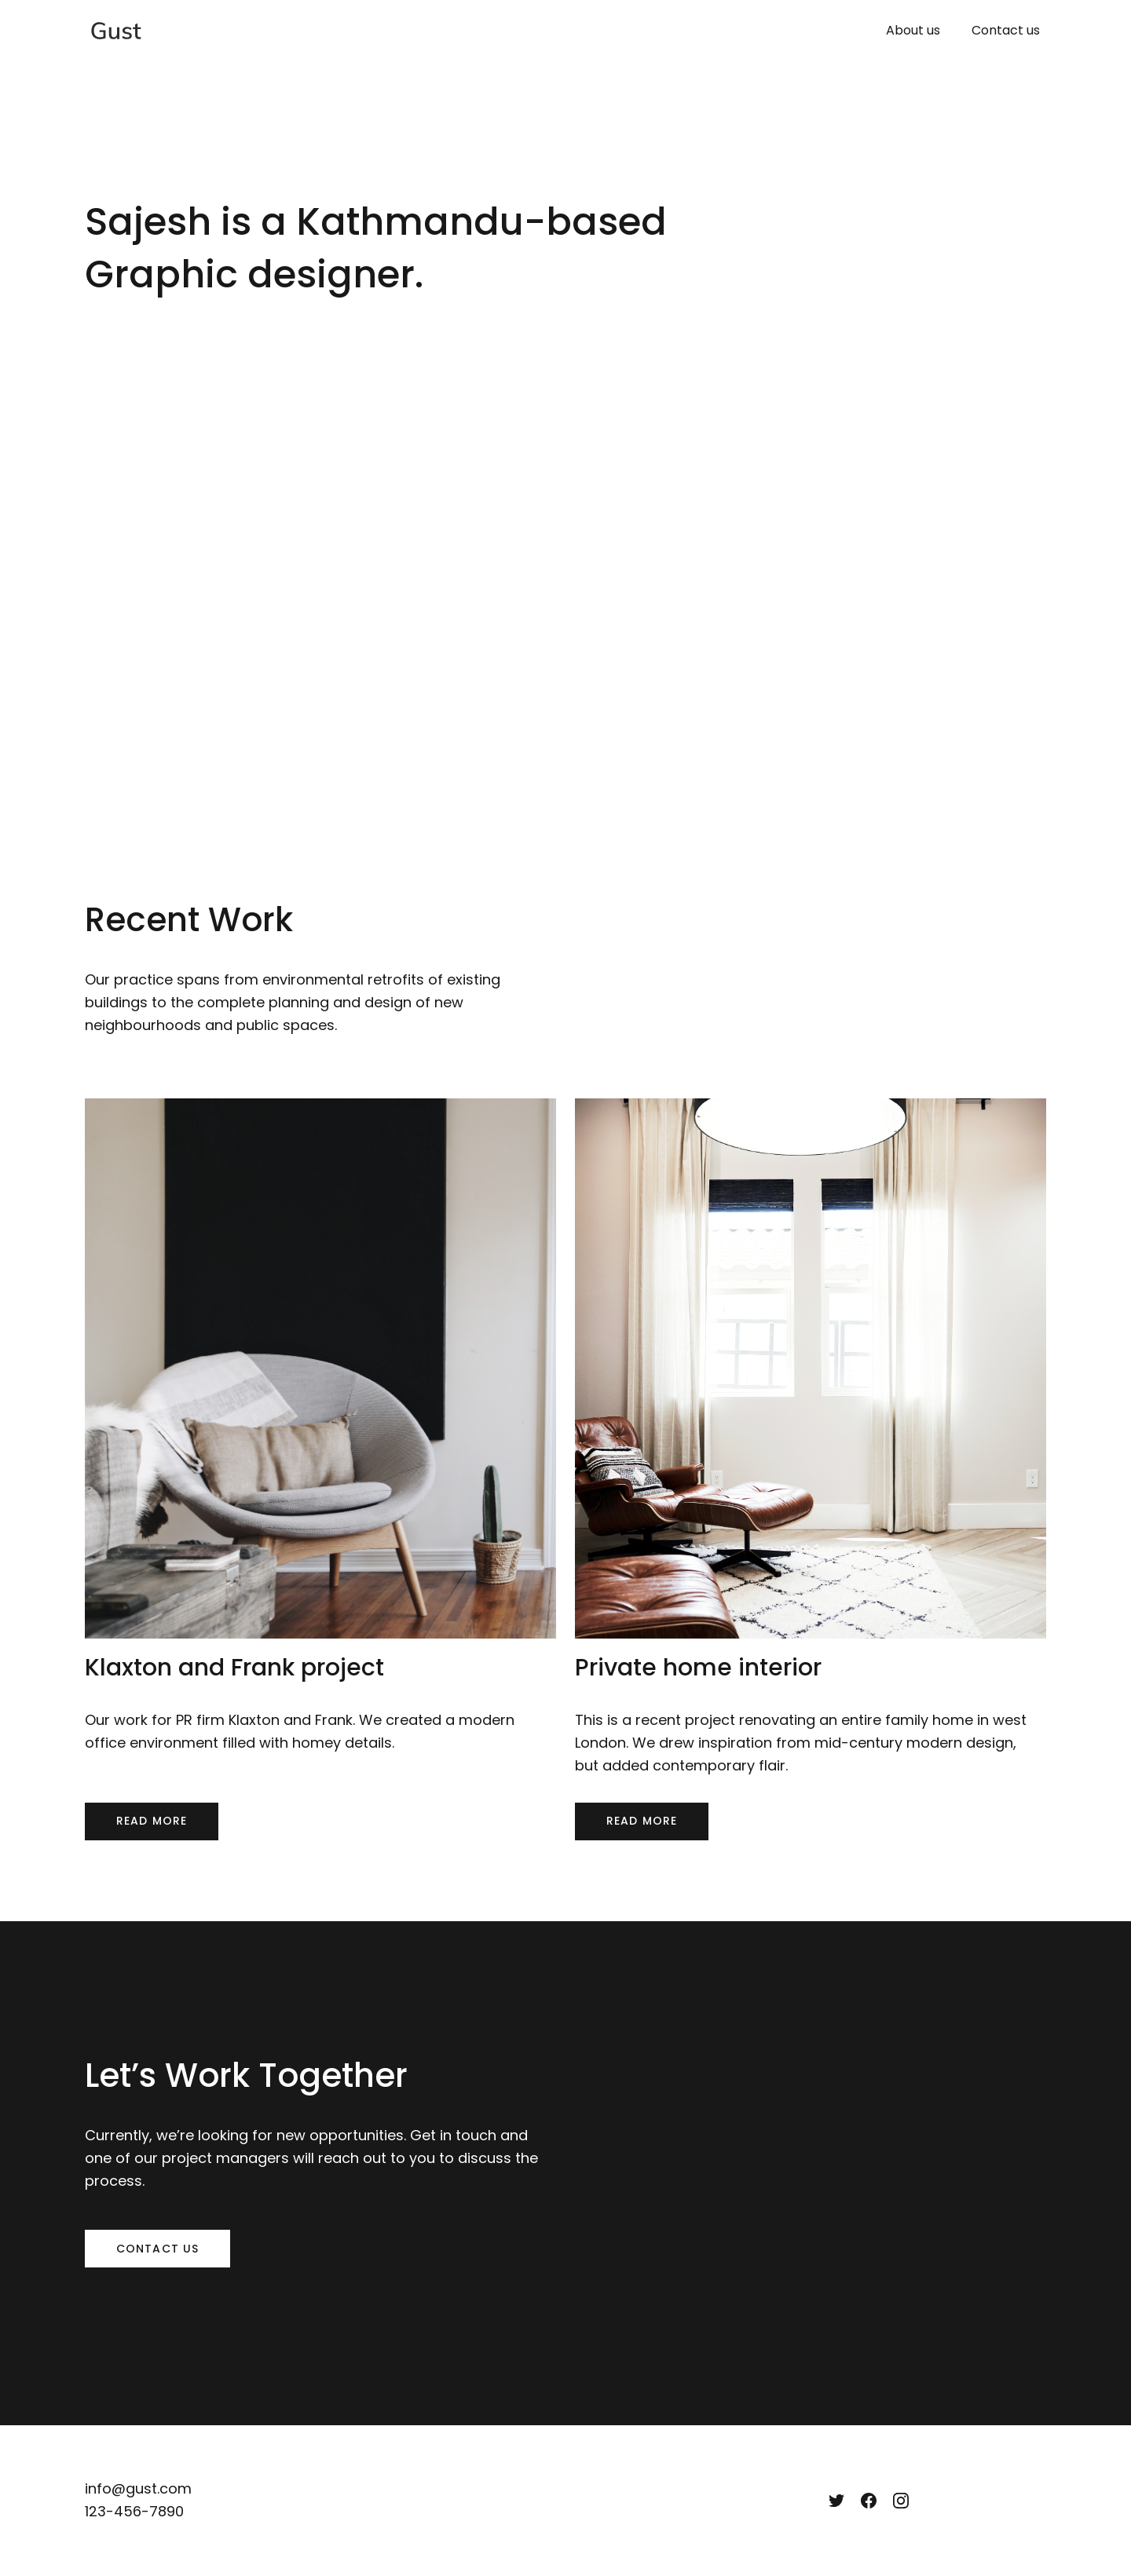 Gust
About us
Contact us
Sajesh is a Kathmandu-based
Graphic designer.
Recent Work
Our practice spans from environmental retrofits of existing
buildings to the complete planning and design of new
neighbourhoods and public spaces.
Klaxton and Frank project
Our work for PR firm Klaxton and Frank. We created a modern
office environment filled with homey details.
READ MORE
Private home interior
This is a recent project renovating an entire family home in west
London. We drew inspiration from mid-century modern design,
but added contemporary flair.
READ MORE
Let’s Work Together
Currently, we’re looking for new opportunities. Get in touch and
one of our project managers will reach out to you to discuss the
process.
CONTACT US
info@gust.com
123-456-7890